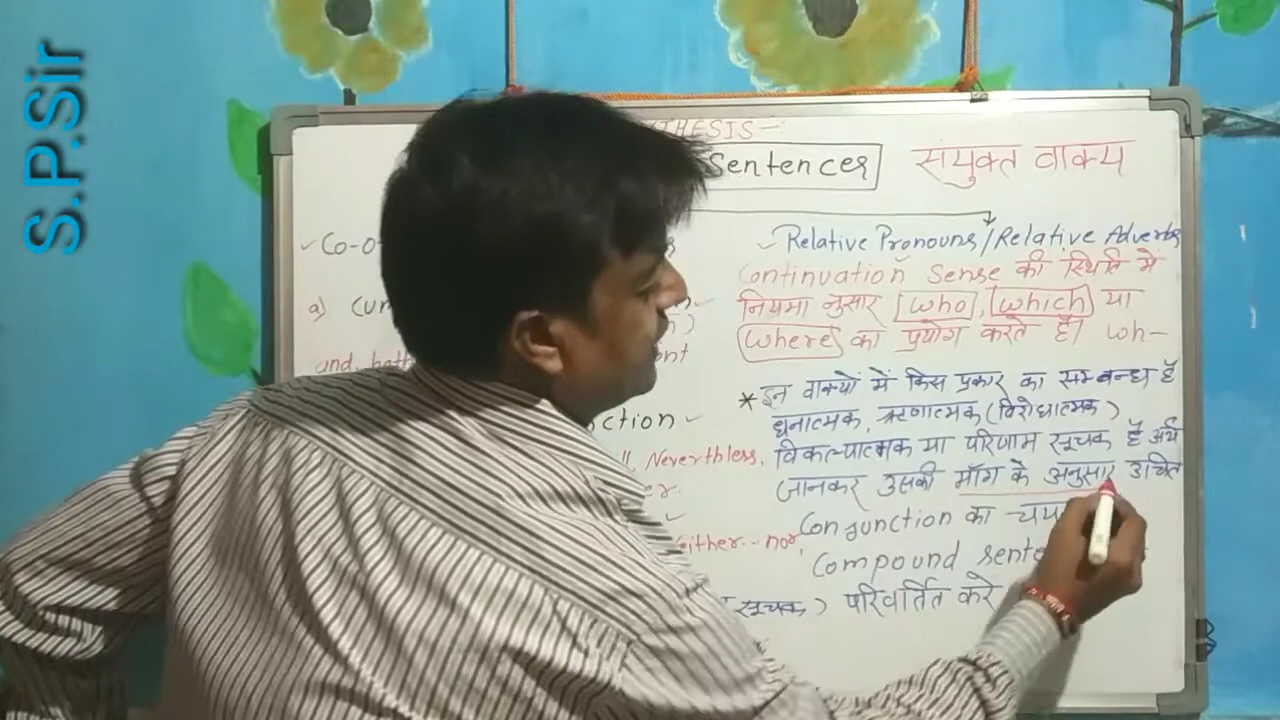 S.P.Sir
THESIS-
Sentences
संयुक्त वाक्य
Relative Pronouns/Relative Adverbs
Continuation Sense की स्थिति में
नियमा नुसार who, which या
where का प्रयोग करते हैं। wh-
* इन वाक्यों में किस प्रकार का सम्बन्ध है
धनात्मक, ऋणात्मक (विरोधात्मक)
विकल्पात्मक या परिणाम सूचक है अर्थ
जानकर उसकी माँग के अनुसार उचित
Conjunction का
Compound sente
सूचक) परिवर्तित करे
Co-o
a) Cum
and, both
ction
Nevertheless,
either--nor,